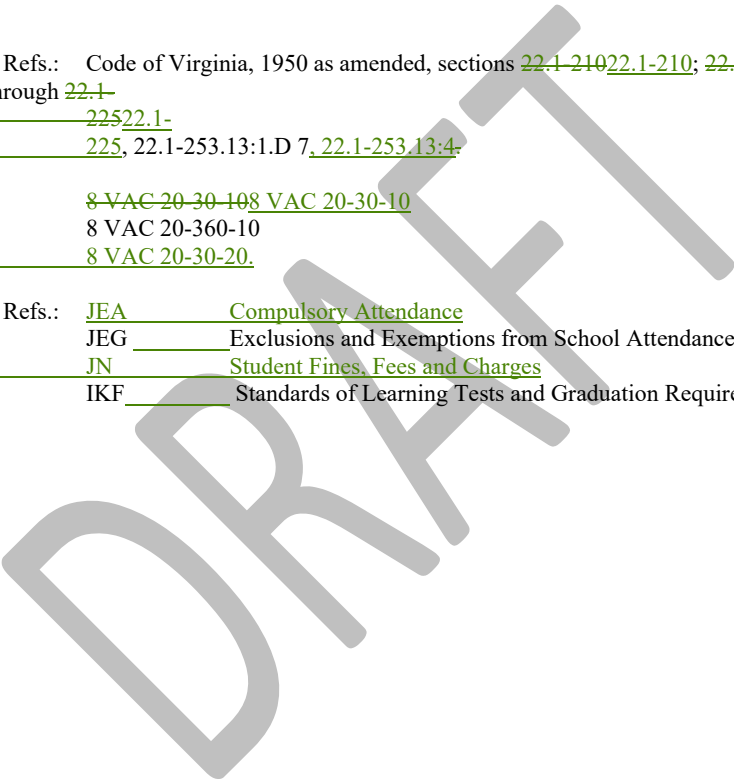 Refs.: Code of Virginia, 1950 as amended, sections 22.1-21022.1-210; 22.
rough 22.1-
22522.1-
225, 22.1-253.13:1.D 7, 22.1-253.13:4.
8 VAC 20-30-108 VAC 20-30-10
8 VAC 20-360-10
8 VAC 20-30-20.
Refs.: JEA Compulsory Attendance
JEG Exclusions and Exemptions from School Attendance
JN Student Fines, Fees and Charges
IKF Standards of Learning Tests and Graduation Require
DRAFT